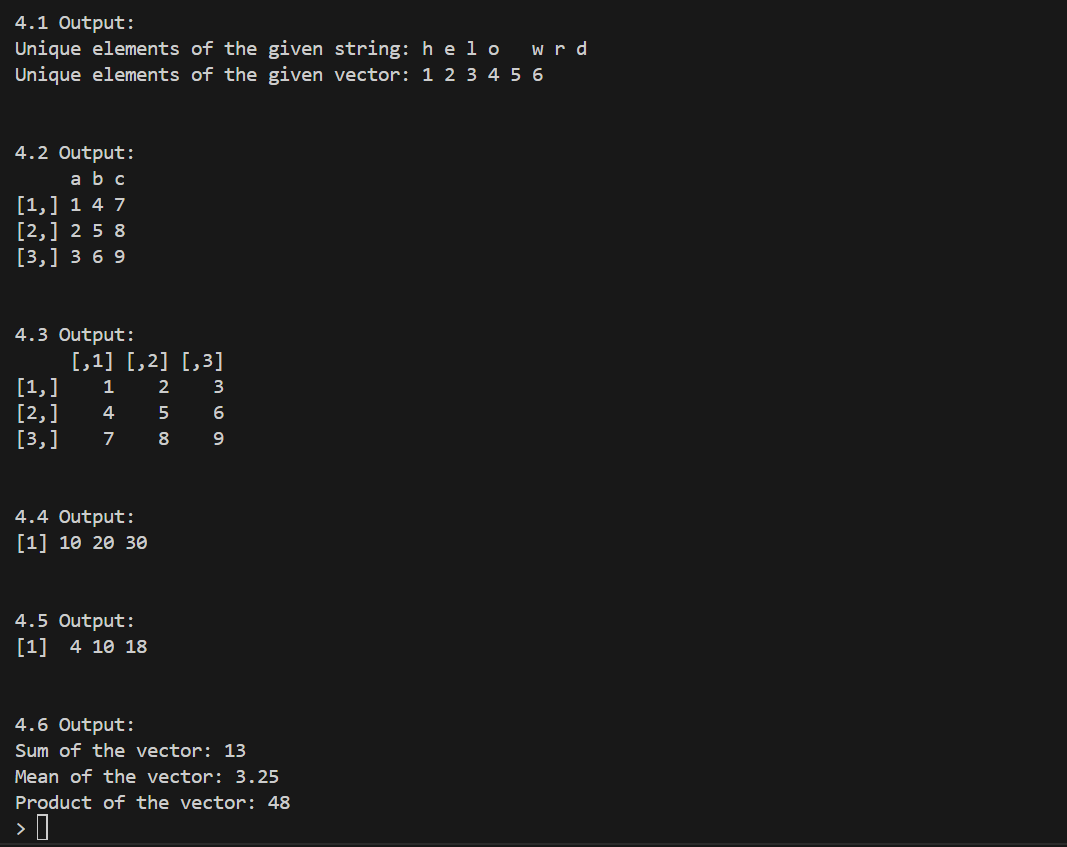 4.1 Output:
Unique elements of the given string: h e l o   w r d
Unique elements of the given vector: 1 2 3 4 5 6
4.2 Output:
     a b c
[1,] 1 4 7
[2,] 2 5 8
[3,] 3 6 9
4.3 Output:
     [,1] [,2] [,3]
[1,]    1    2    3
[2,]    4    5    6
[3,]    7    8    9
4.4 Output:
[1] 10 20 30
4.5 Output:
[1]  4 10 18
4.6 Output:
Sum of the vector: 13
Mean of the vector: 3.25
Product of the vector: 48
>